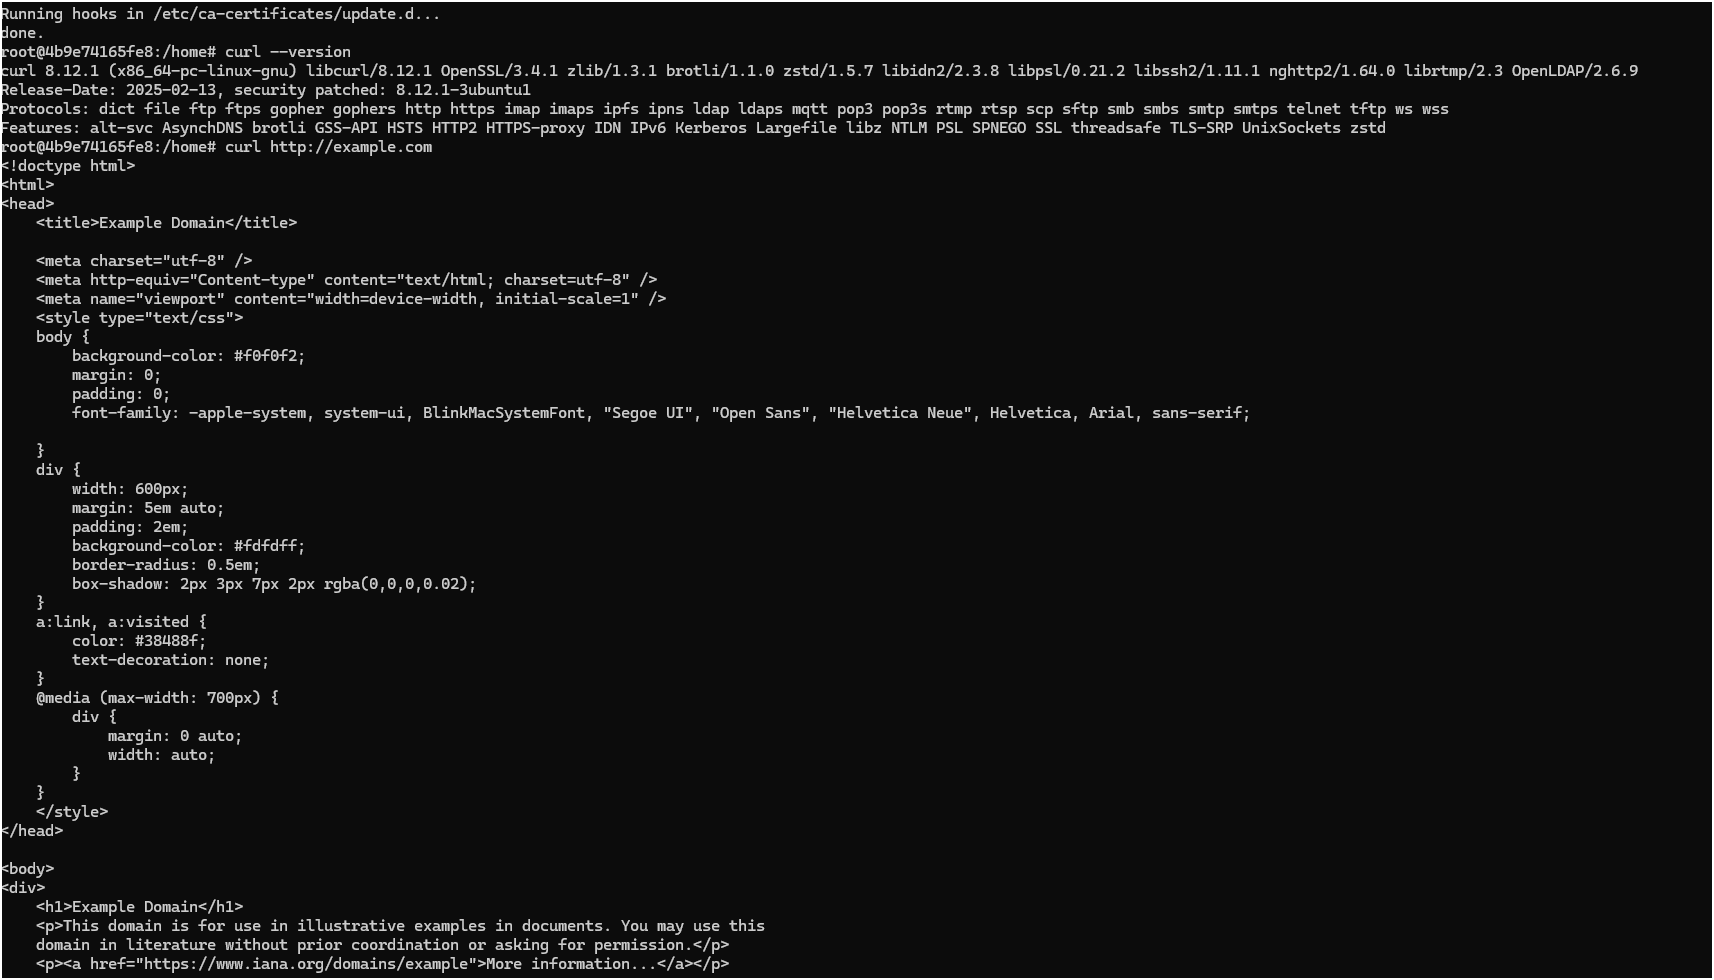 Running hooks in /etc/ca-certificates/update.d...
done.
root@4b9e74165fe8:/home# curl --version
curl 8.12.1 (x86_64-pc-linux-gnu) libcurl/8.12.1 OpenSSL/3.4.1 zlib/1.3.1 brotli/1.1.0 zstd/1.5.7 libidn2/2.3.8 libpsl/0.21.2 libssh2/1.11.1 nghttp2/1.64.0 librtmp/2.3 OpenLDAP/2.6.9
Release-Date: 2025-02-13, security patched: 8.12.1-3ubuntu1
Protocols: dict file ftp ftps gopher gophers http https imap imaps ipfs ipns ldap ldaps mqtt pop3 pop3s rtmp rtsp scp sftp smb smbs smtp smtps telnet tftp ws wss
Features: alt-svc AsynchDNS brotli GSS-API HSTS HTTP2 HTTPS-proxy IDN IPv6 Kerberos Largefile libz NTLM PSL SPNEGO SSL threadsafe TLS-SRP UnixSockets zstd
root@4b9e74165fe8:/home# curl http://example.com
<!doctype html>
<html>
<head>
    <title>Example Domain</title>

    <meta charset="utf-8" />
    <meta http-equiv="Content-type" content="text/html; charset=utf-8" />
    <meta name="viewport" content="width=device-width, initial-scale=1" />
    <style type="text/css">
    body {
        background-color: #f0f0f2;
        margin: 0;
        padding: 0;
        font-family: -apple-system, system-ui, BlinkMacSystemFont, "Segoe UI", "Open Sans", "Helvetica Neue", Helvetica, Arial, sans-serif;

    }
    div {
        width: 600px;
        margin: 5em auto;
        padding: 2em;
        background-color: #fdfdff;
        border-radius: 0.5em;
        box-shadow: 2px 3px 7px 2px rgba(0,0,0,0.02);
    }
    a:link, a:visited {
        color: #38488f;
        text-decoration: none;
    }
    @media (max-width: 700px) {
        div {
            margin: 0 auto;
            width: auto;
        }
    }
    </style>
</head>

<body>
<div>
    <h1>Example Domain</h1>
    <p>This domain is for use in illustrative examples in documents. You may use this
    domain in literature without prior coordination or asking for permission.</p>
    <p><a href="https://www.iana.org/domains/example">More information...</a></p>